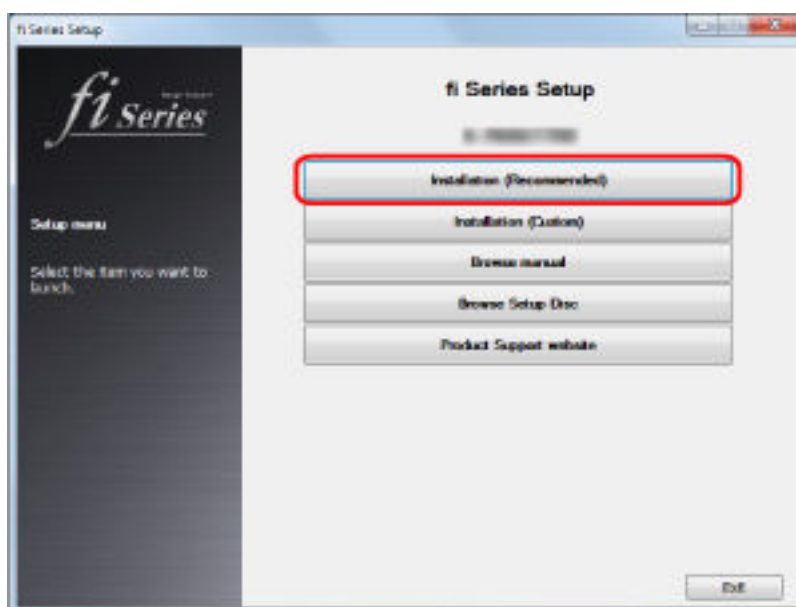 fi Series Setup
fi Series
fi Series Setup
Installation (Recommended)
Setup menu
Installation (Custom)
Select the item you want to
launch.
Browse manual
Browse Setup Disc
Product Support website
Exit